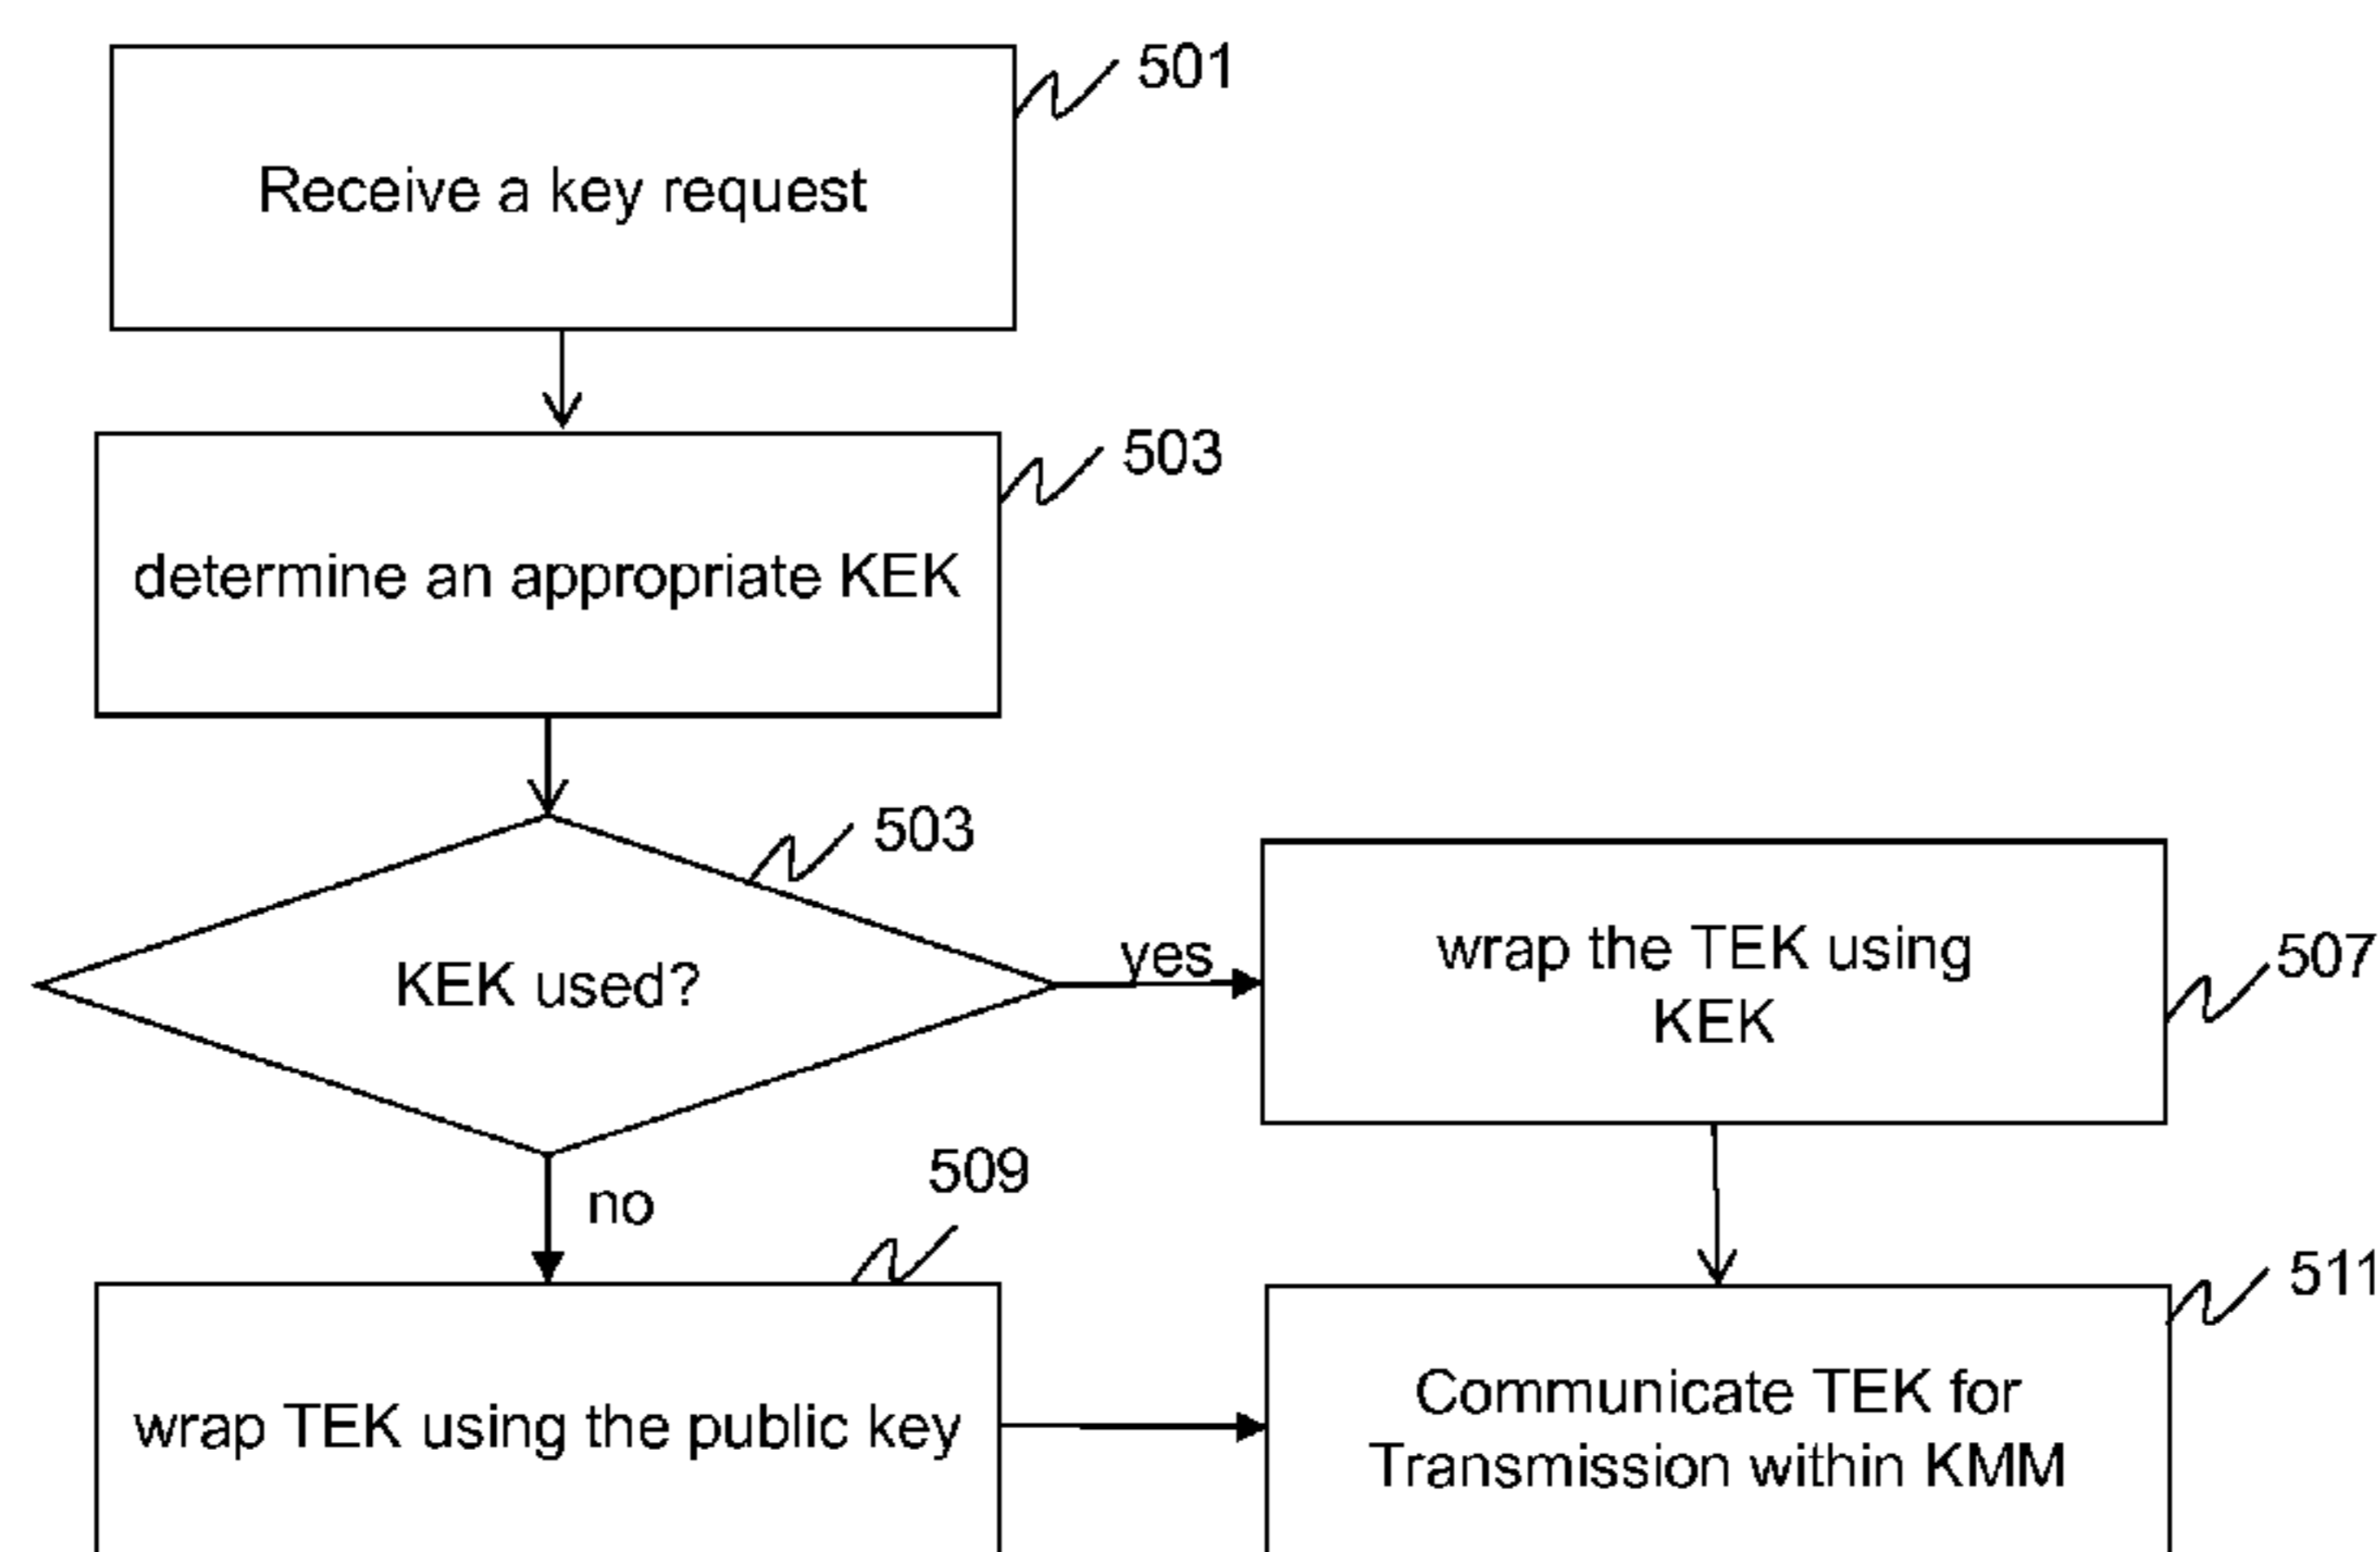 501
Receive a key request
503
determine an appropriate KEK
503
KEK used?
yes
wrap the TEK using
KEK
507
no
509
wrap TEK using the public key
511
Communicate TEK for
Transmission within KMM